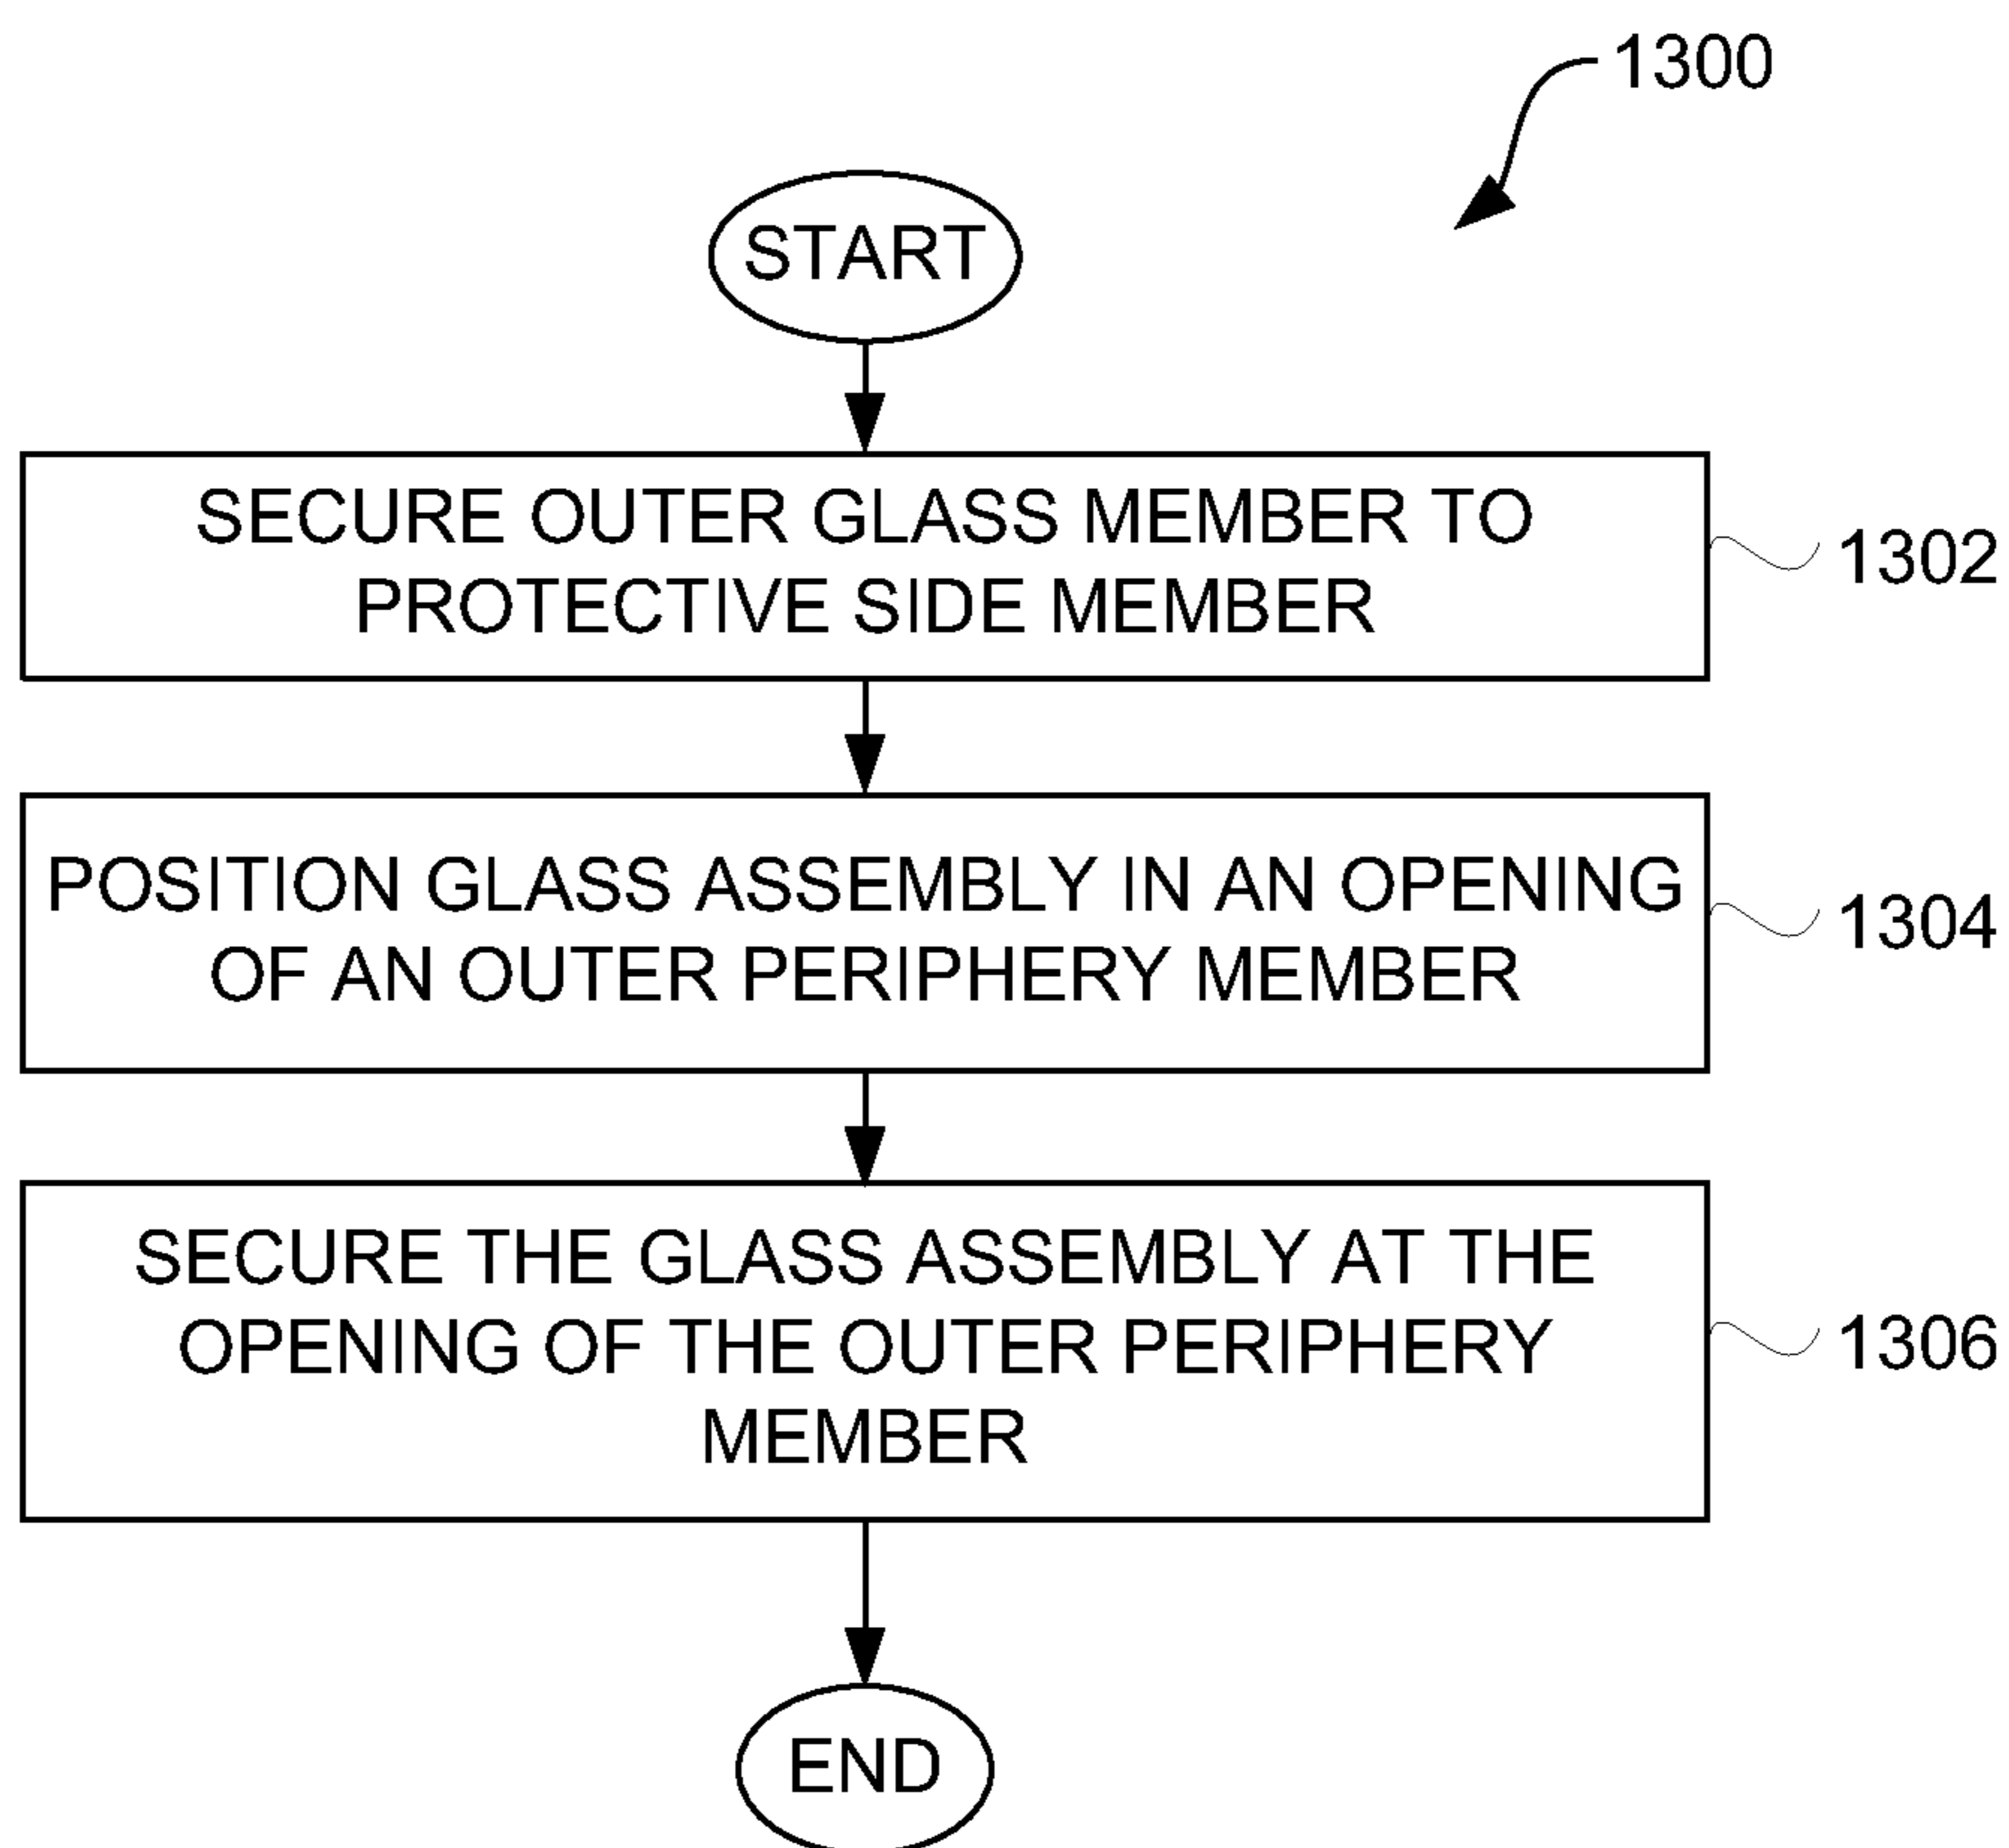 1300
START
SECURE OUTER GLASS MEMBER TO
PROTECTIVE SIDE MEMBER
1302
POSITION GLASS ASSEMBLY IN AN OPENING
OF AN OUTER PERIPHERY MEMBER
1304
SECURE THE GLASS ASSEMBLY AT THE
OPENING OF THE OUTER PERIPHERY
MEMBER
1306
END